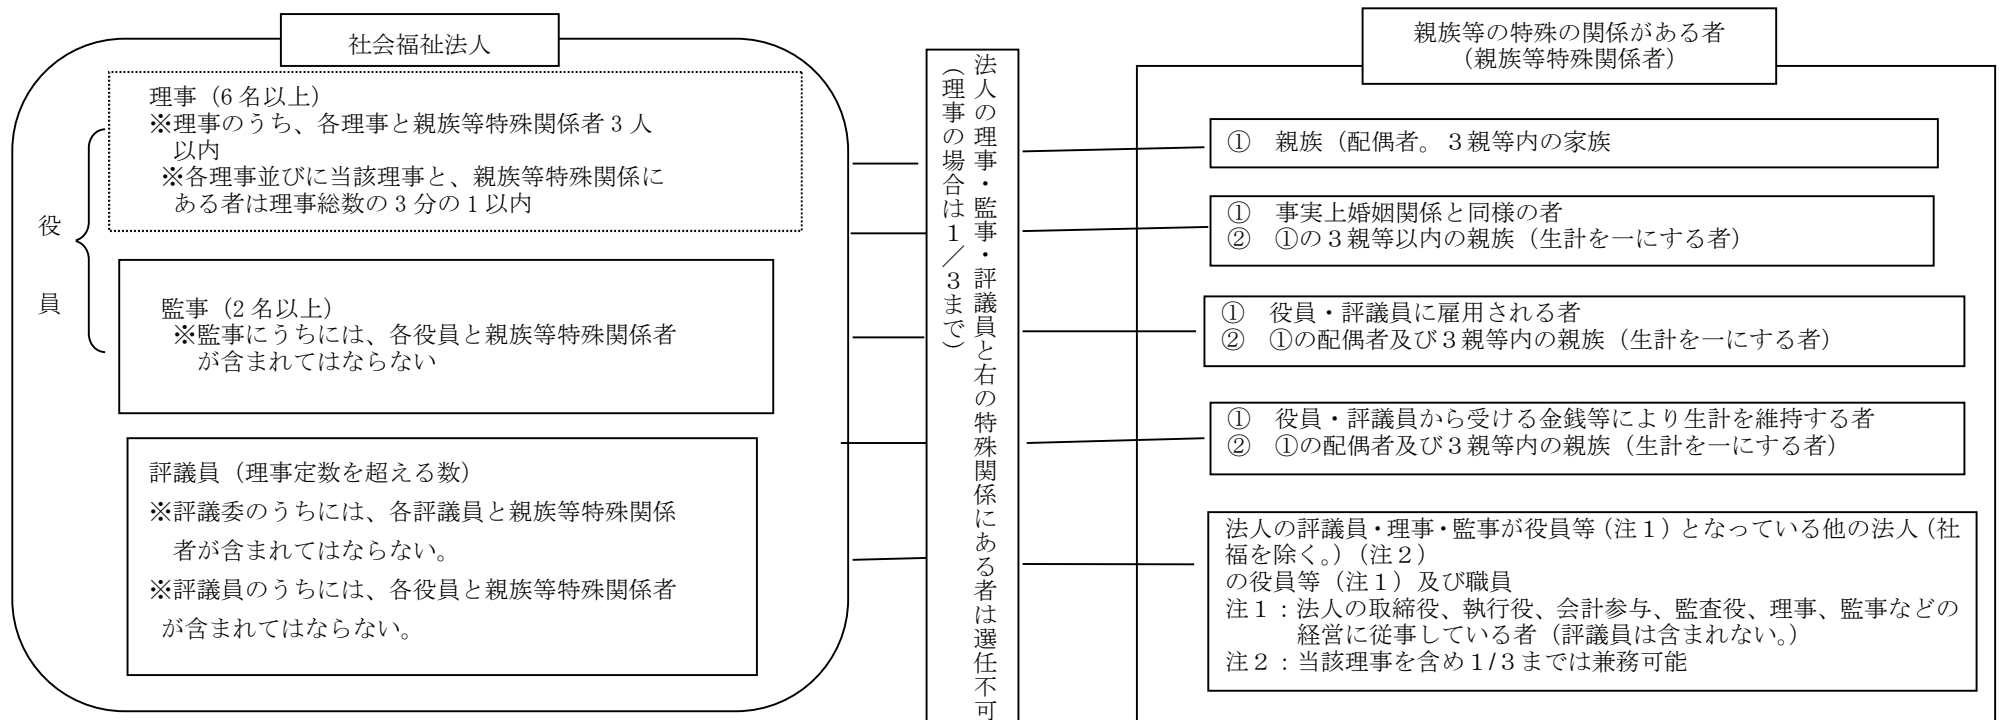 社会福祉法人
理事（6名以上）
※理事のうち、各理事と親族等特殊関係者3人
以内
※各理事並びに当該理事と、親族等特殊関係に
ある者は理事総数の3分の1以内
役
員
監事（2名以上）
※監事にうちには、各役員と親族等特殊関係者
が含まれてはならない
評議員（理事定数を超える数）
※評議委のうちには、各評議員と親族等特殊関係
者が含まれてはならない。
※評議員のうちには、各役員と親族等特殊関係者
が含まれてはならない。
法人の理事・監事・評議員と右の特殊関係にある者は選任不可
（理事の場合は１／３まで）
親族等の特殊の関係がある者
（親族等特殊関係者）
①　親族（配偶者。３親等内の家族
①　事実上婚姻関係と同様の者
②　①の３親等以内の親族（生計を一にする者）
①　役員・評議員に雇用される者
②　①の配偶者及び３親等内の親族（生計を一にする者）
①　役員・評議員から受ける金銭等により生計を維持する者
②　①の配偶者及び３親等内の親族（生計を一にする者）
法人の評議員・理事・監事が役員等（注１）となっている他の法人（社
福を除く。）（注２）
の役員等（注１）及び職員
注１：法人の取締役、執行役、会計参与、監査役、理事、監事などの
経営に従事している者（評議員は含まれない。）
注２：当該理事を含め１/３までは兼務可能